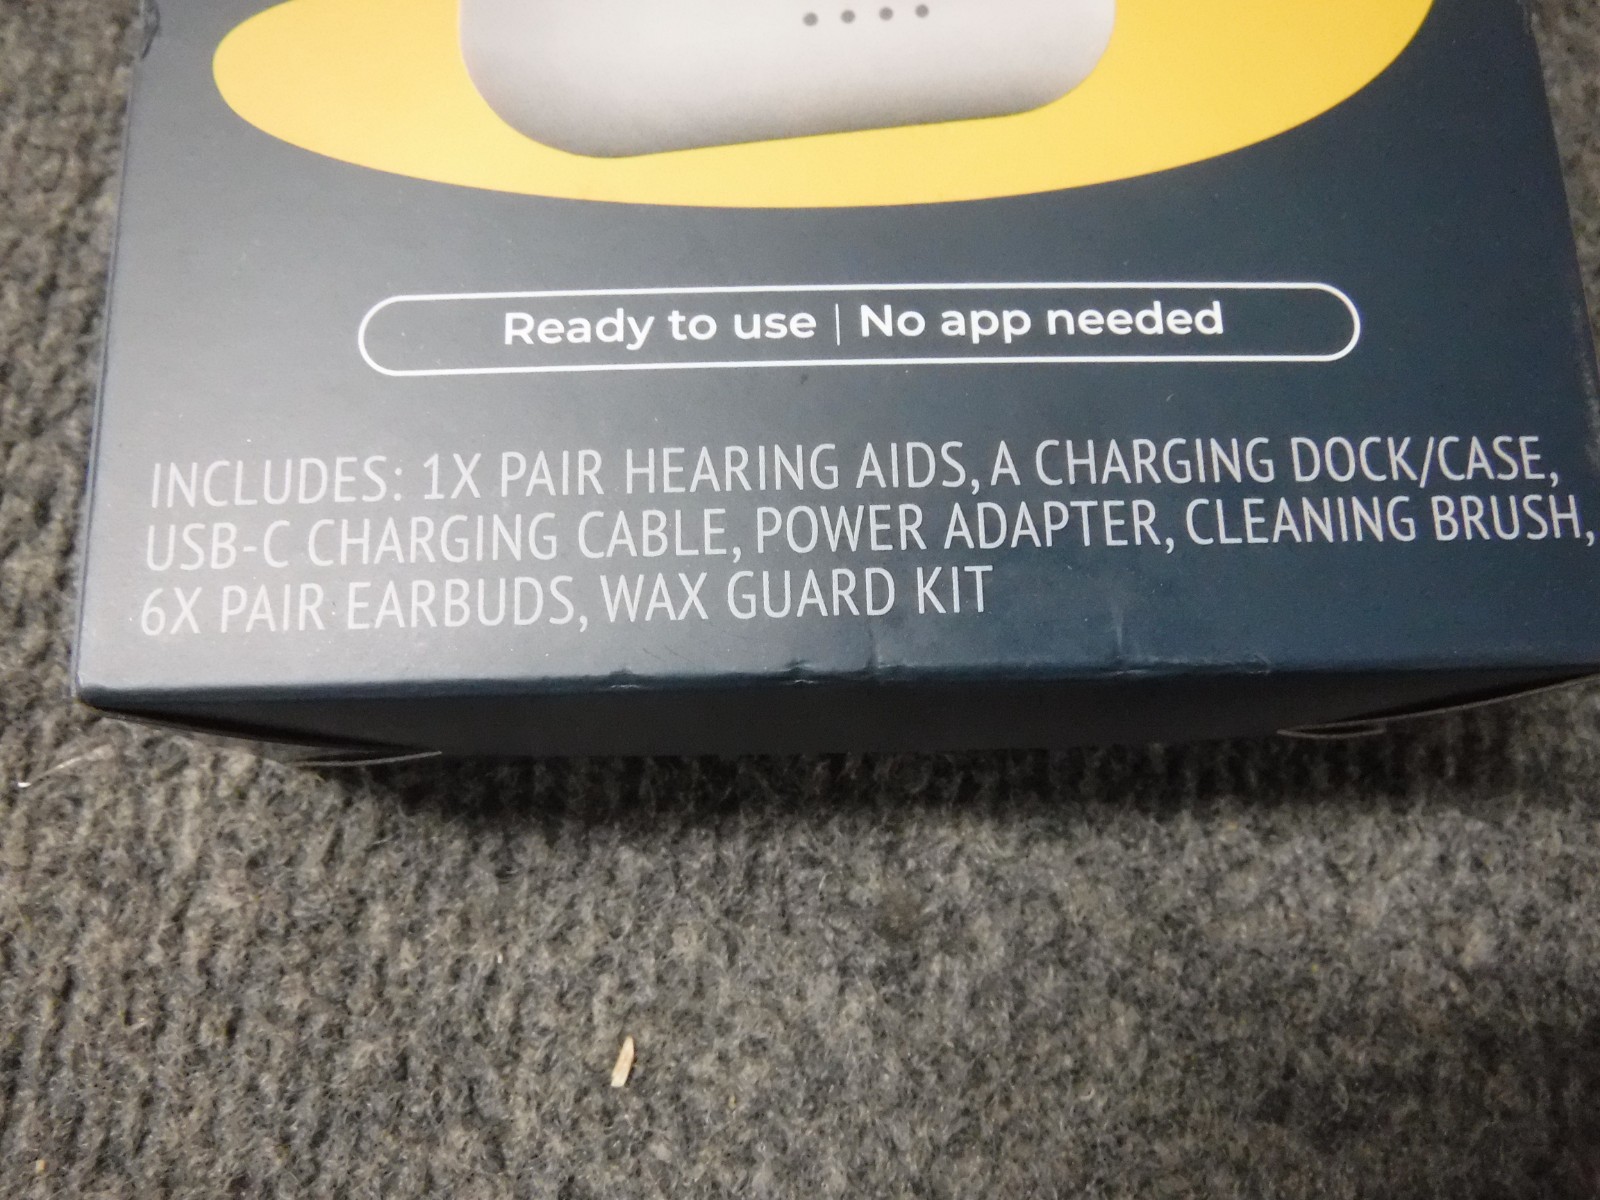 Ready to use | No app needed
INCLUDES: 1X PAIR HEARING AIDS, A CHARGING DOCK/CASE,
USB-C CHARGING CABLE, POWER ADAPTER, CLEANING BRUSH,
6X PAIR EARBUDS, WAX GUARD KIT